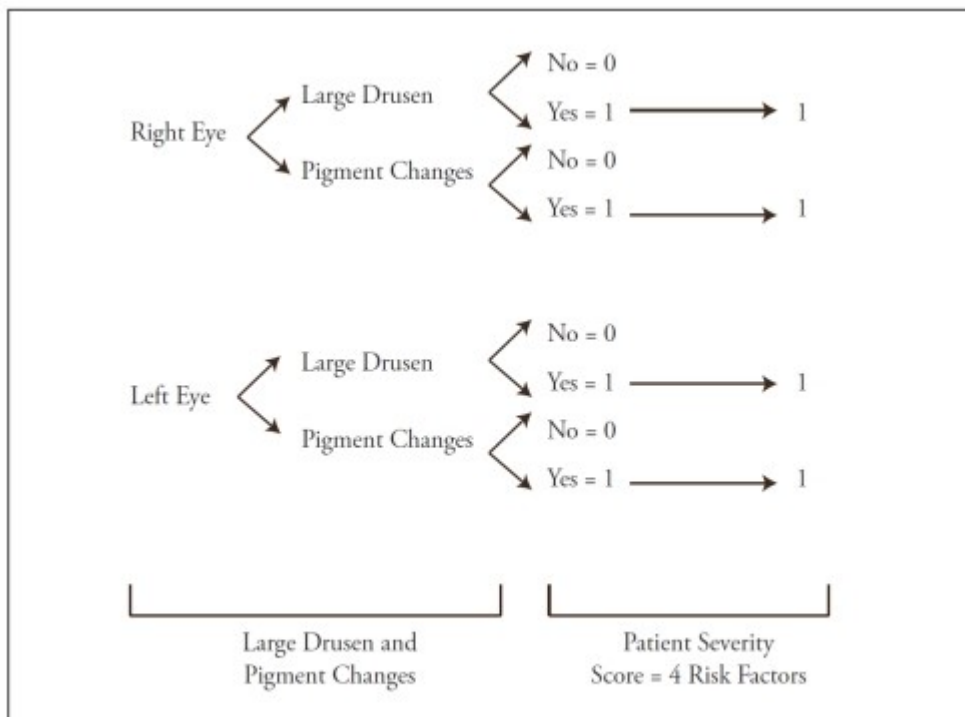 No = 0
Large Drusen
Yes = 1 1
Right Eye
No = 0
Pigment Changes
Yes = 1 1
No = 0
Large Drusen
Yes = 1 1
Left Eye
No = 0
Pigment Changes
Yes = 1 1
Large Drusen and
Pigment Changes
Patient Severity
Score = 4 Risk Factors